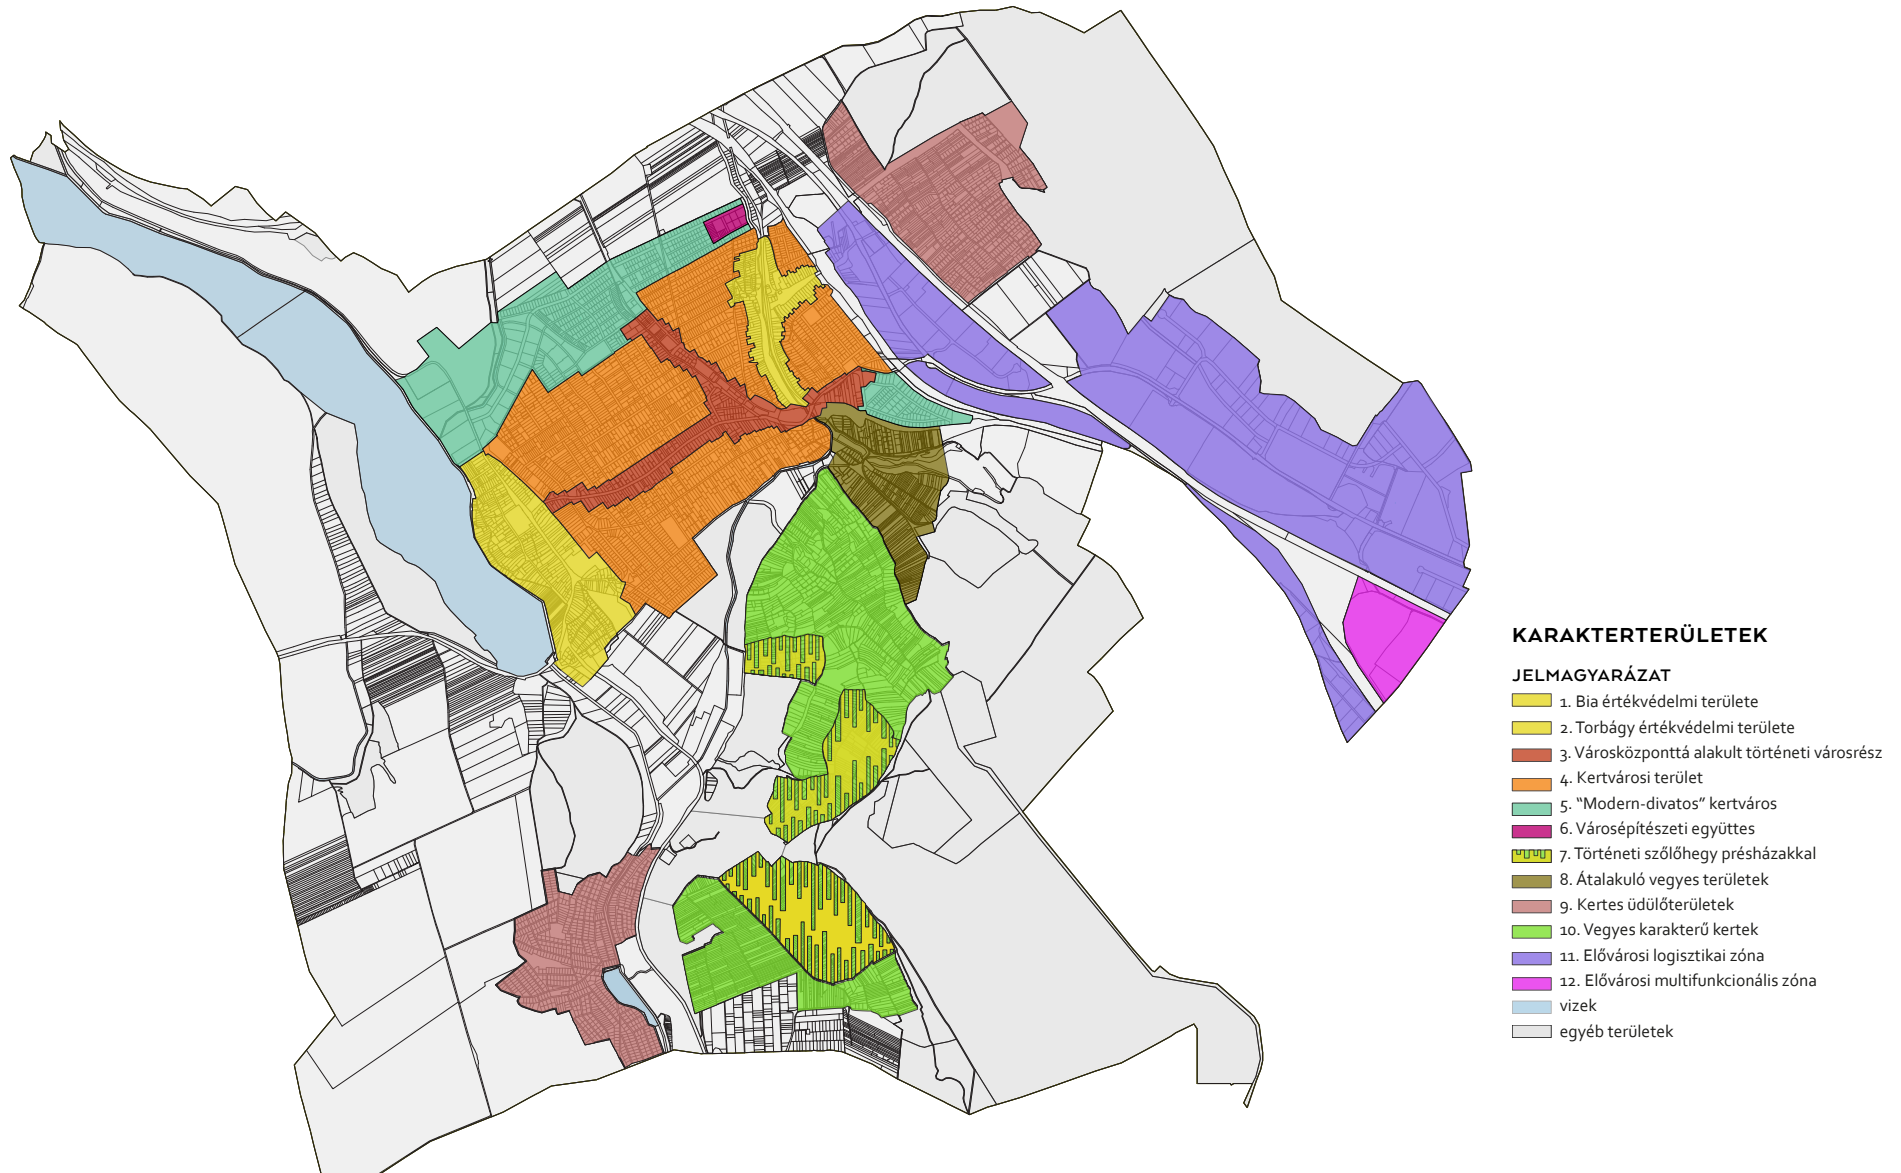 KARAKTERTERÜLETEK
JELMAGYARÁZAT
1. Bia értékvédelmi területe
2. Torbágy értékvédelmi területe
3. Városközponttá alakult történeti városrész
4. Kertvárosi terület
5. “Modern-divatos” kertváros
6. Városépítészeti együttes
7. Történeti szőlőhegy présházakkal
8. Átalakuló vegyes területek
9. Kertes üdülőterületek
10. Vegyes karakterű kertek
11. Elővárosi logisztikai zóna
12. Elővárosi multifunkcionális zóna
vizek
egyéb területek